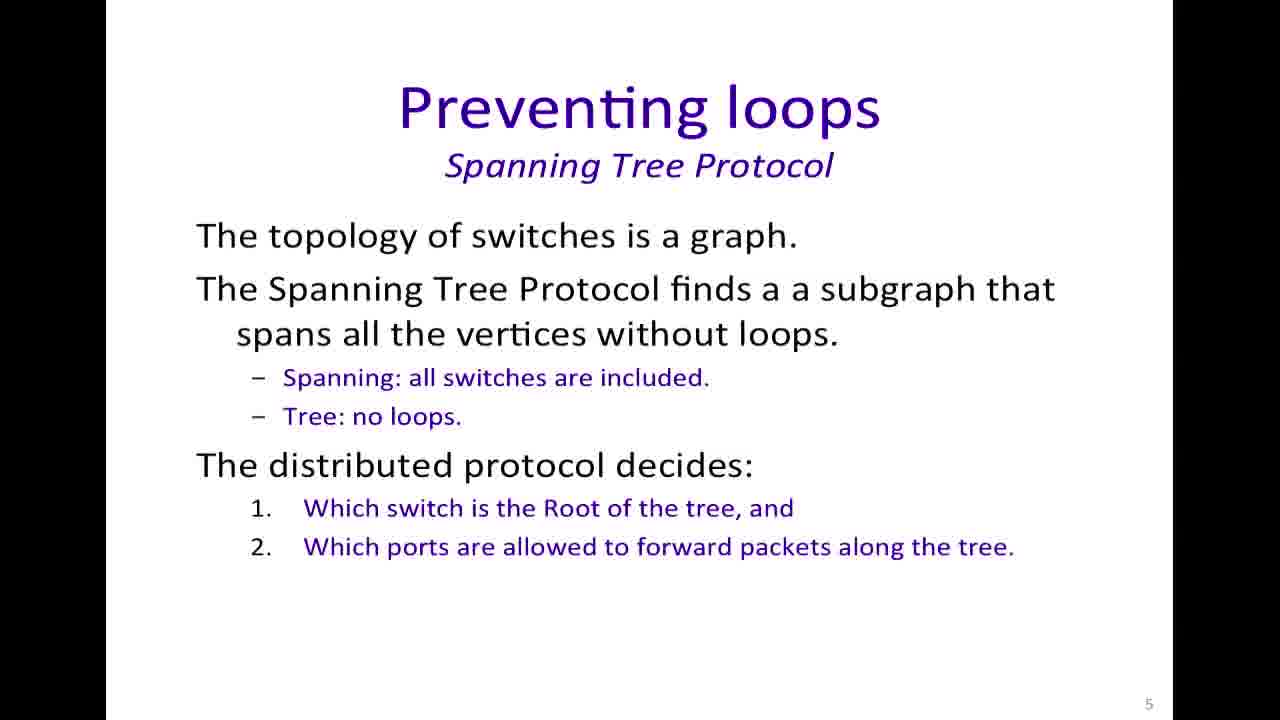 Preventing loops
Spanning Tree Protocol
The topology of switches is a graph.
The Spanning Tree Protocol finds a a subgraph that
spans all the vertices without loops.
– Spanning: all switches are included.
– Tree: no loops.
The distributed protocol decides:
1. Which switch is the Root of the tree, and
2. Which ports are allowed to forward packets along the tree.
5